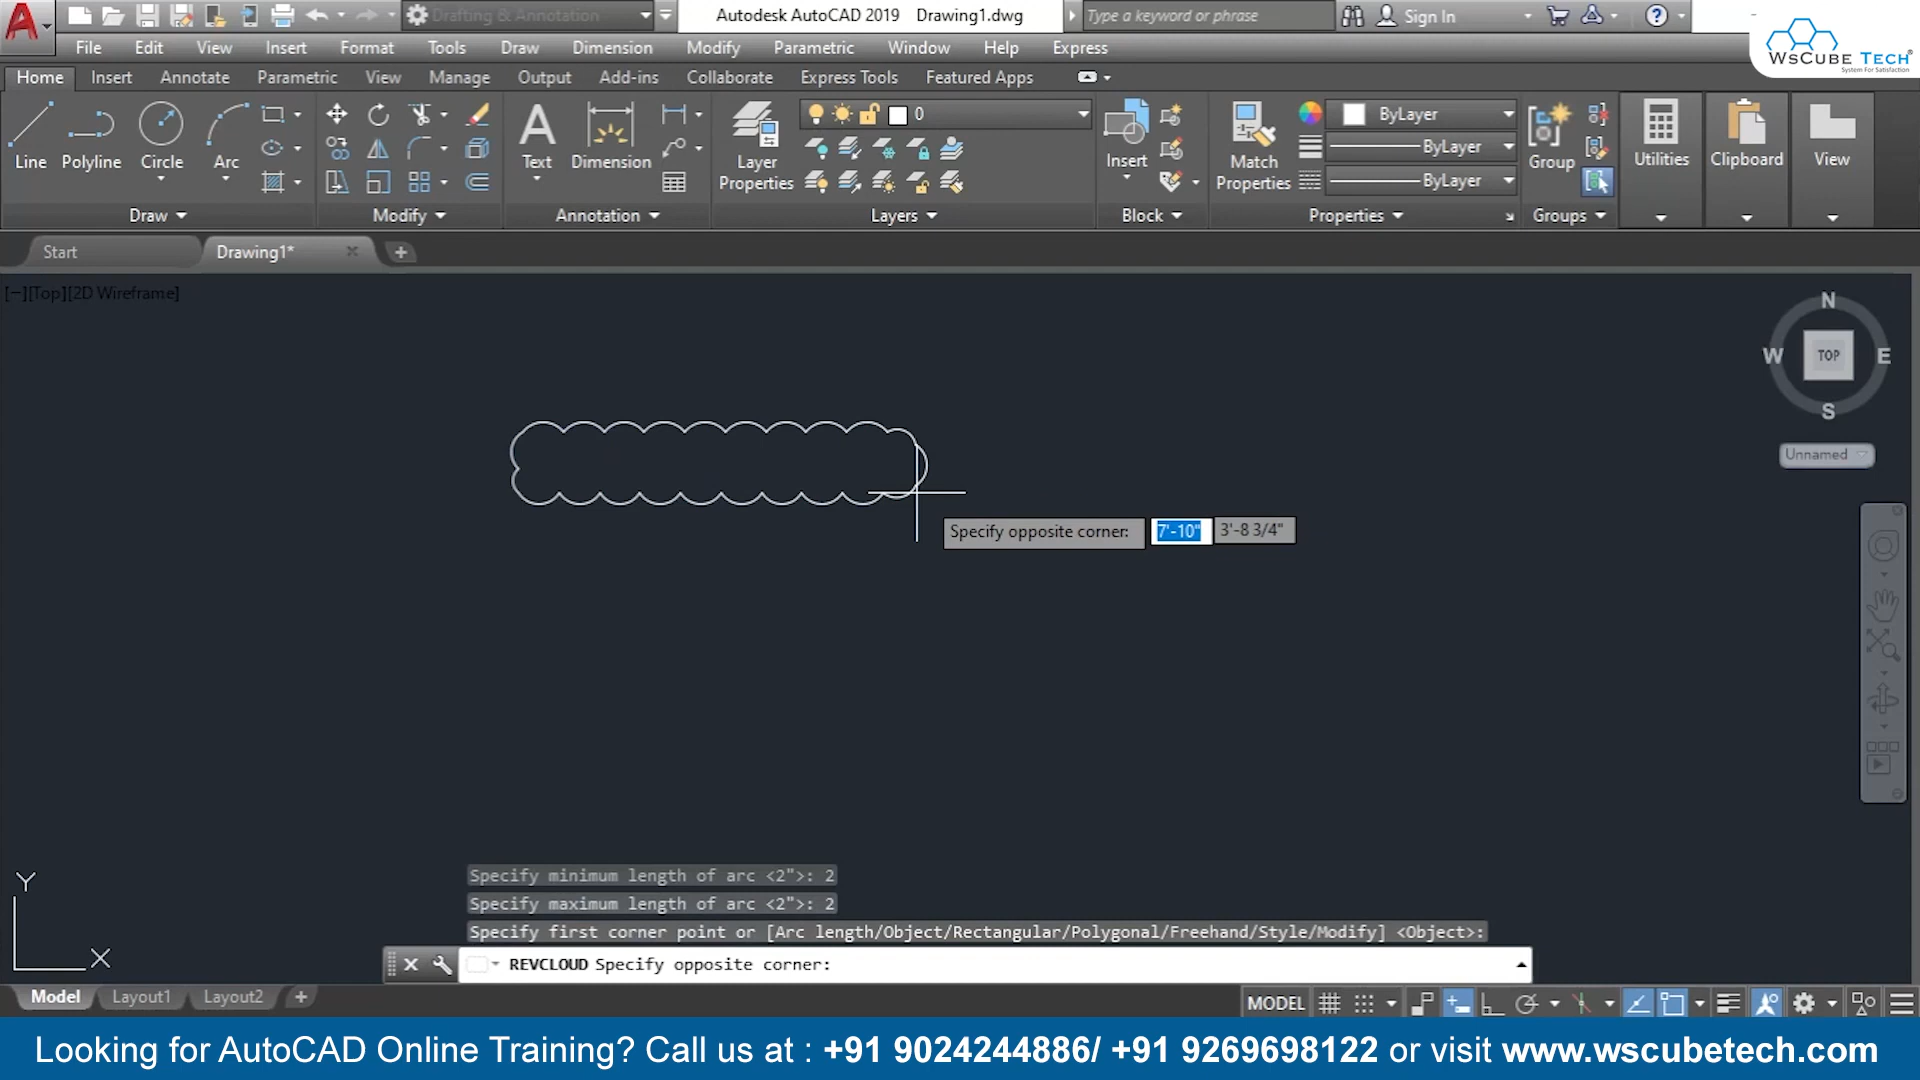 Drafting & Annotation
Autodesk AutoCAD 2019 Drawing1.dwg
Type a keyword or phrase
Sign In
WsCube Tech®
System For Satisfaction
File Edit View Insert Format Tools Draw Dimension Modify Parametric Window Help Express
Home Insert Annotate Parametric View Manage Output Add-ins Collaborate Express Tools Featured Apps
0
ByLayer
ByLayer
ByLayer
Line Polyline Circle Arc
Text Dimension
Layer Properties
Insert
Match Properties
Group
Utilities Clipboard View
Draw Modify Annotation Layers Block Properties Groups
Start Drawing1*
[−][Top][2D Wireframe]
N
W TOP E
S
Unnamed
Specify opposite corner: 7'-10" 3'-8 3/4"
Specify minimum length of arc <2">: 2
Specify maximum length of arc <2">: 2
Specify first corner point or [Arc length/Object/Rectangular/Polygonal/Freehand/Style/Modify] <Object>:
REVCLOUD Specify opposite corner:
Y
X
Model Layout1 Layout2
MODEL
Looking for AutoCAD Online Training? Call us at : +91 9024244886/ +91 9269698122 or visit www.wscubetech.com